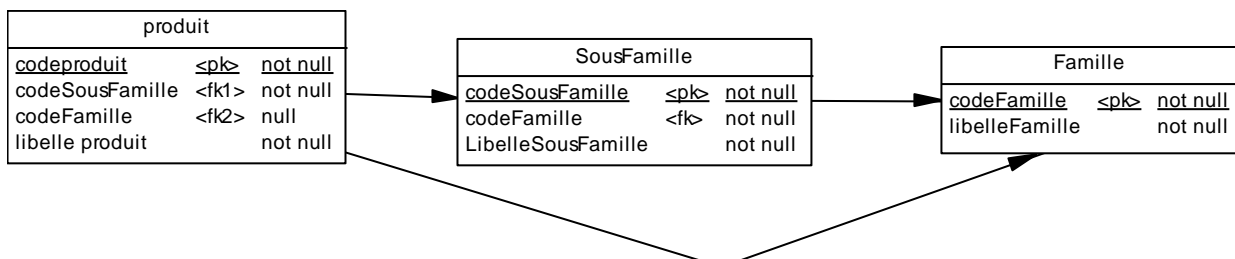 produit
codeproduit <pk> not null
codeSousFamille <fk1> not null
codeFamille <fk2> null
libelle produit not null
SousFamille
codeSousFamille <pk> not null
codeFamille <fk> not null
LibelleSousFamille not null
Famille
codeFamille <pk> not null
libelleFamille not null